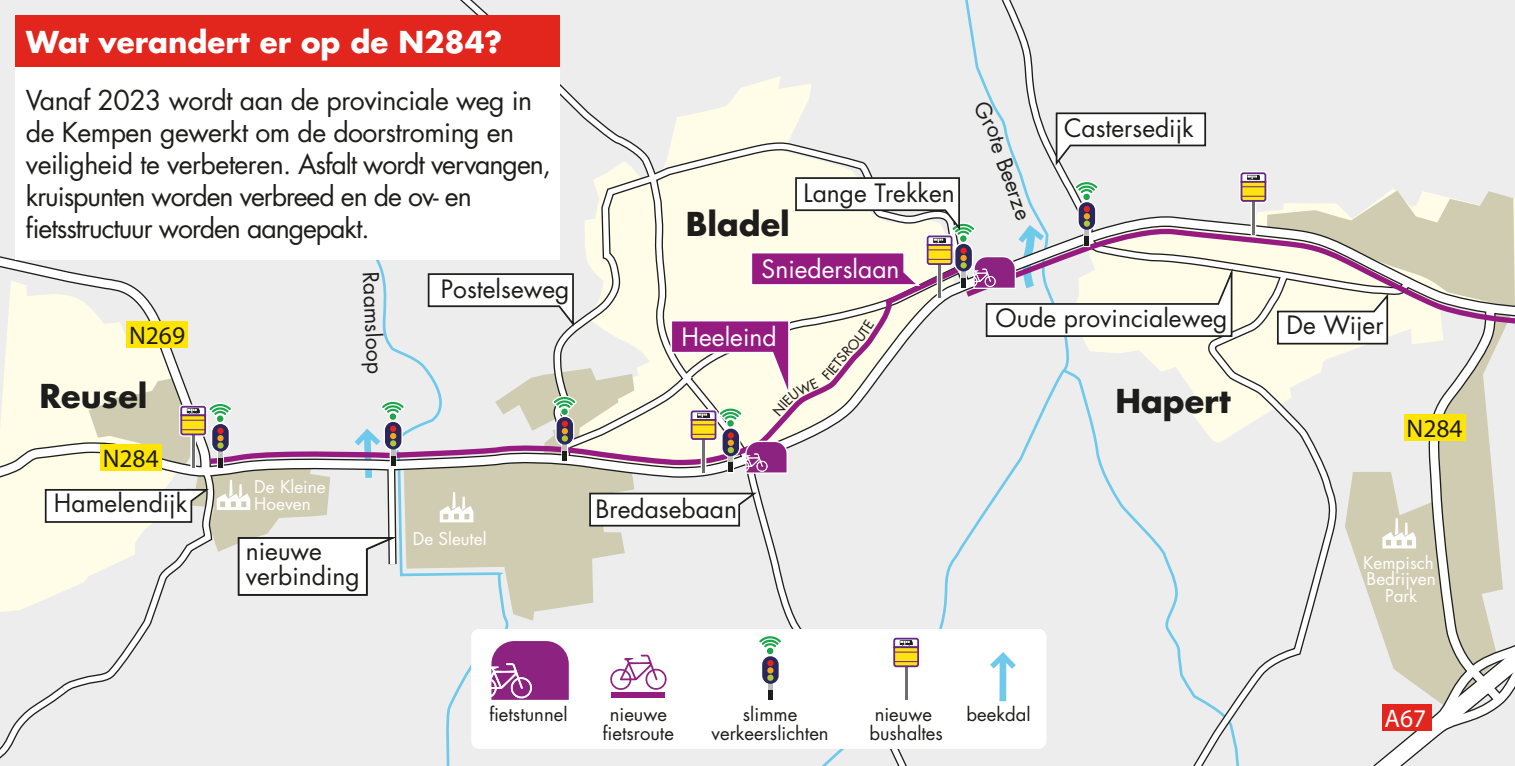 Wat verandert er op de N284?
Vanaf 2023 wordt aan de provinciale weg in
de Kempen gewerkt om de doorstroming en
veiligheid te verbeteren. Asfalt wordt vervangen,
kruispunten worden verbreed en de ov- en
fietsstructuur worden aangepakt.
Grote Beerze
Castersedijk
Lange Trekken
Bladel
Sniederslaan
Raamsloop
Postelseweg
Oude provincialeweg
De Wijer
N269
Heeleind
NIEUWE FIETSROUTE
Reusel
Hapert
N284
N284
Hamelendijk
De Kleine
Hoeven
De Sleutel
Bredasebaan
nieuwe
verbinding
Kempisch
Bedrijven
Park
A67
fietstunnel
nieuwe
fietsroute
slimme
verkeerslichten
nieuwe
bushaltes
beekdal